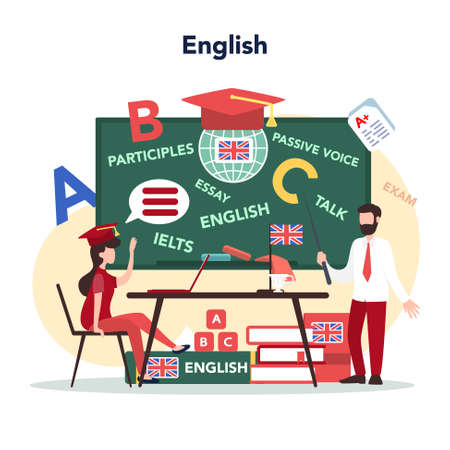 English
B
A+
PARTICIPLES
PASSIVE VOICE
A
ESSAY
C
EXAM
ENGLISH
TALK
IELTS
A
B C
ENGLISH